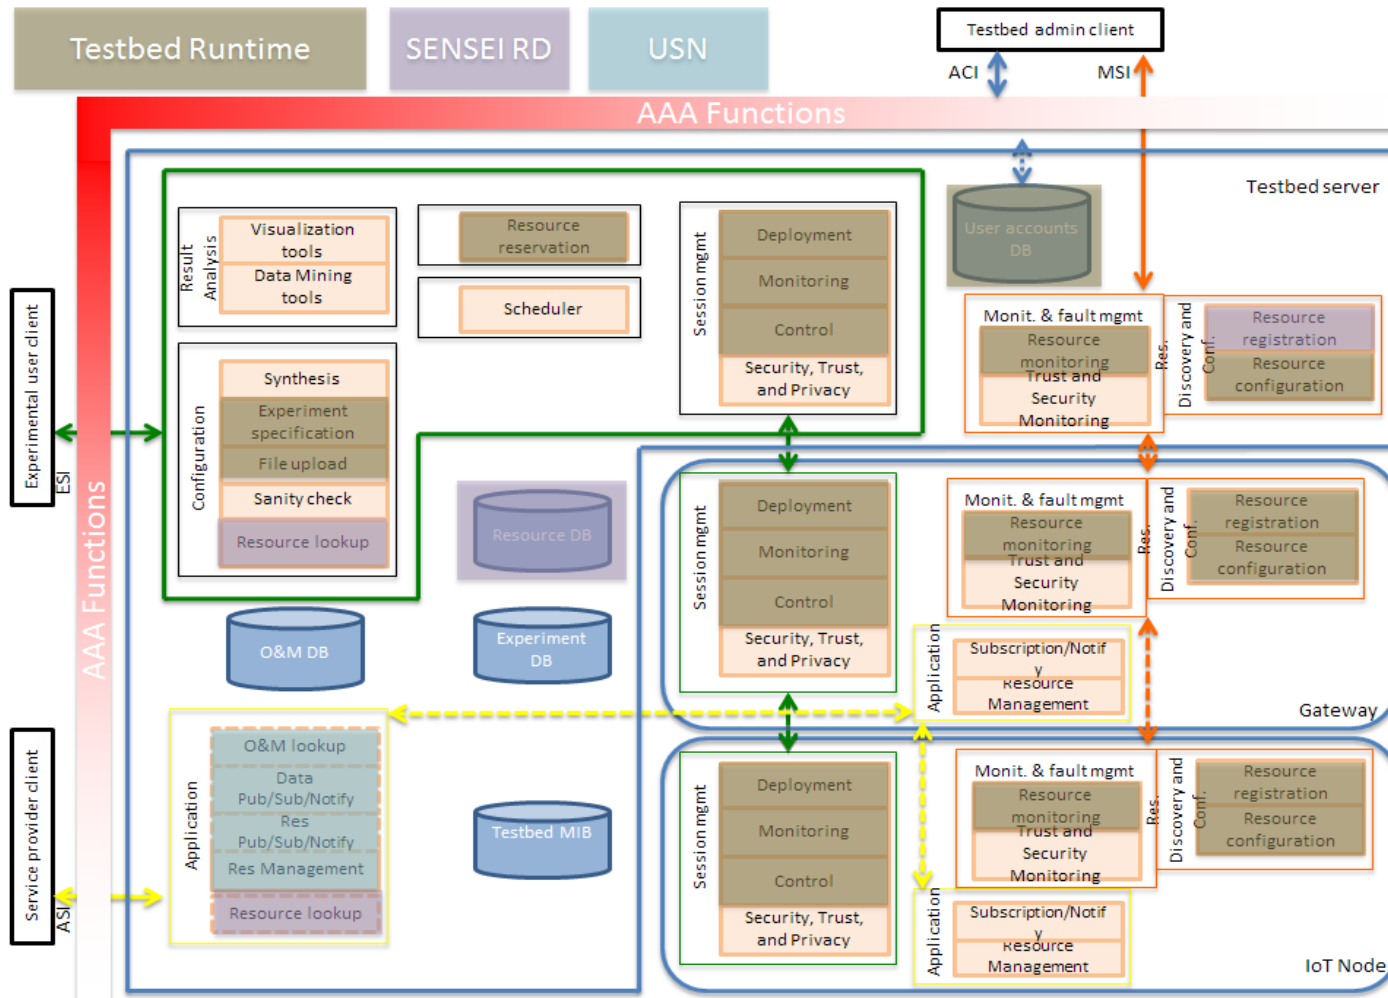 Testbed Runtime
SENSEI RD
USN
Testbed admin client
ACI
MSI
AAA Functions
Testbed server
User accounts
DB
Result
Analysis
Visualization
tools
Data Mining
tools
Resource
reservation
Scheduler
Session mgmt
Deployment
Monitoring
Control
Security, Trust,
and Privacy
Monit. & fault mgmt
Resource
monitoring
Trust and
Security
Monitoring
Res.
Discovery and
Conf.
Resource
registration
Resource
configuration
Experimental user client
ESI
AAA Functions
Configuration
Synthesis
Experiment
specification
File upload
Sanity check
Resource lookup
Resource DB
O&M DB
Experiment
DB
Testbed MIB
Session mgmt
Deployment
Monitoring
Control
Security, Trust,
and Privacy
Monit. & fault mgmt
Resource
monitoring
Trust and
Security
Monitoring
Res.
Discovery and
Conf.
Resource
registration
Resource
configuration
Application
Subscription/Notif
y
Resource
Management
Gateway
Service provider client
ASI
Application
O&M lookup
Data
Pub/Sub/Notify
Res
Pub/Sub/Notify
Res Management
Resource lookup
Session mgmt
Deployment
Monitoring
Control
Security, Trust,
and Privacy
Monit. & fault mgmt
Resource
monitoring
Trust and
Security
Monitoring
Res.
Discovery and
Conf.
Resource
registration
Resource
configuration
Application
Subscription/Notif
y
Resource
Management
IoT Node